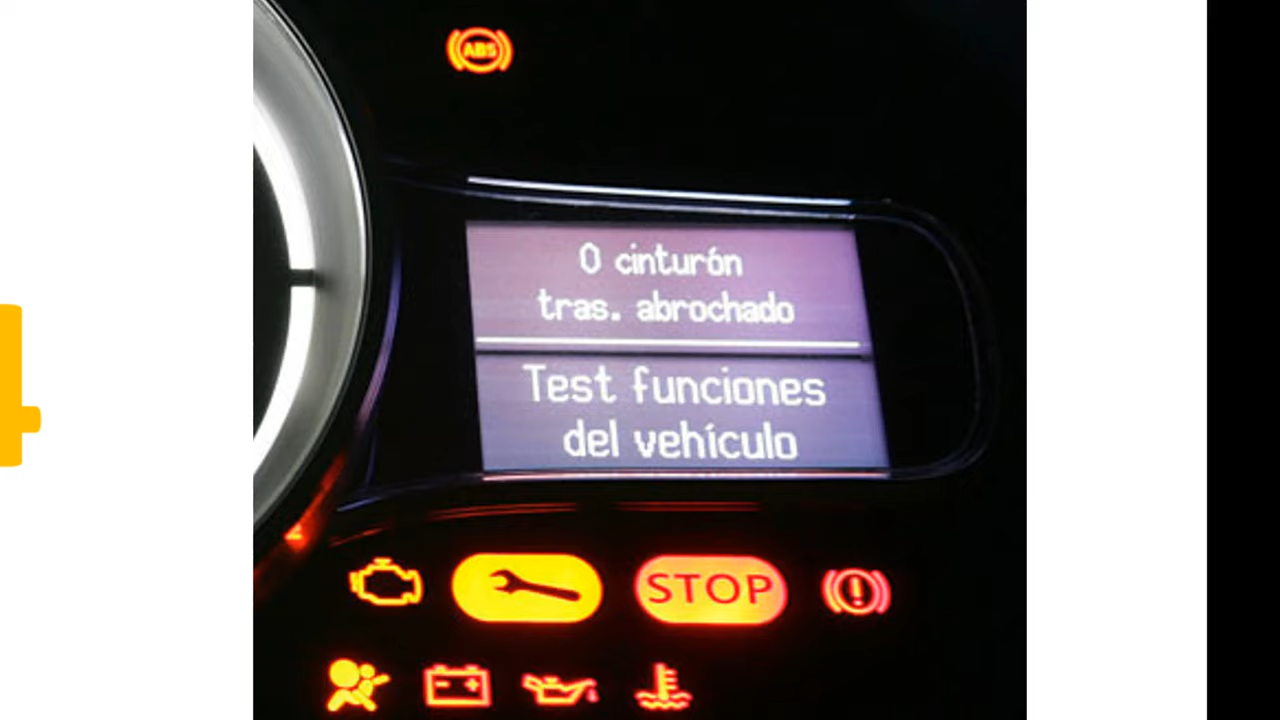 ABS
0 cinturón
tras. abrochado
Test funciones
del vehículo
STOP